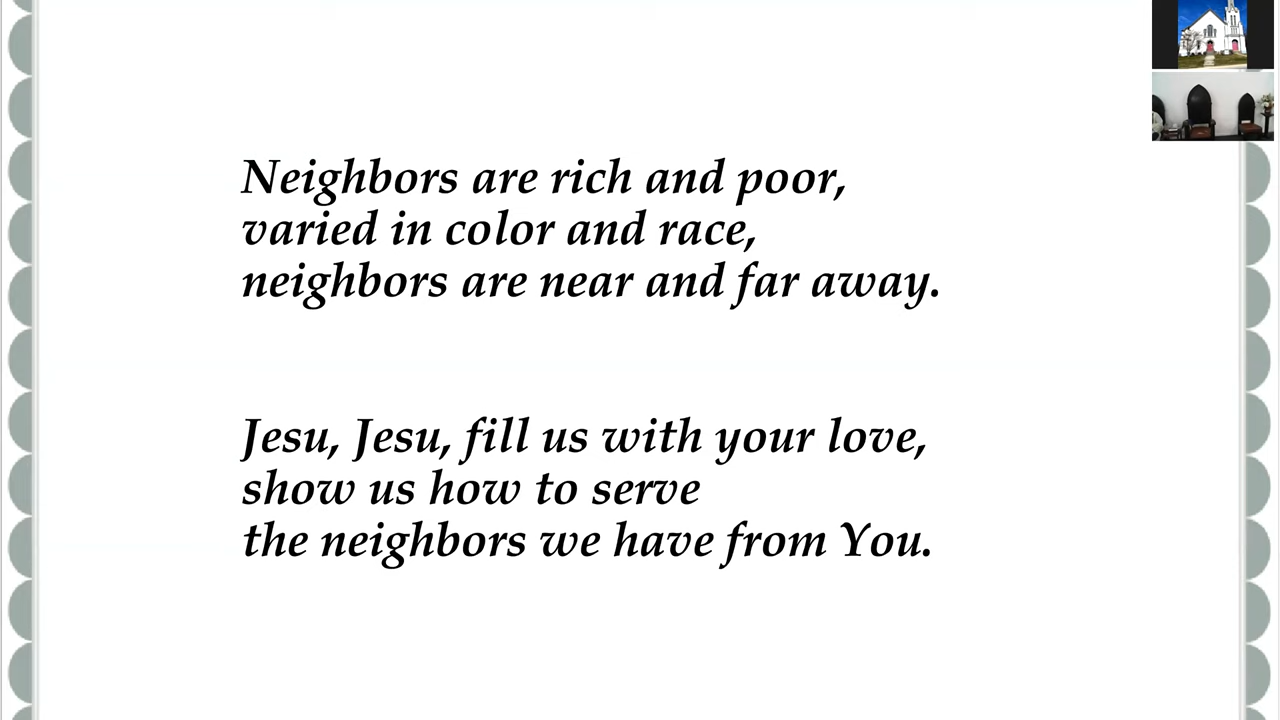 Neighbors are rich and poor,
varied in color and race,
neighbors are near and far away.
Jesu, Jesu, fill us with your love,
show us how to serve
the neighbors we have from You.